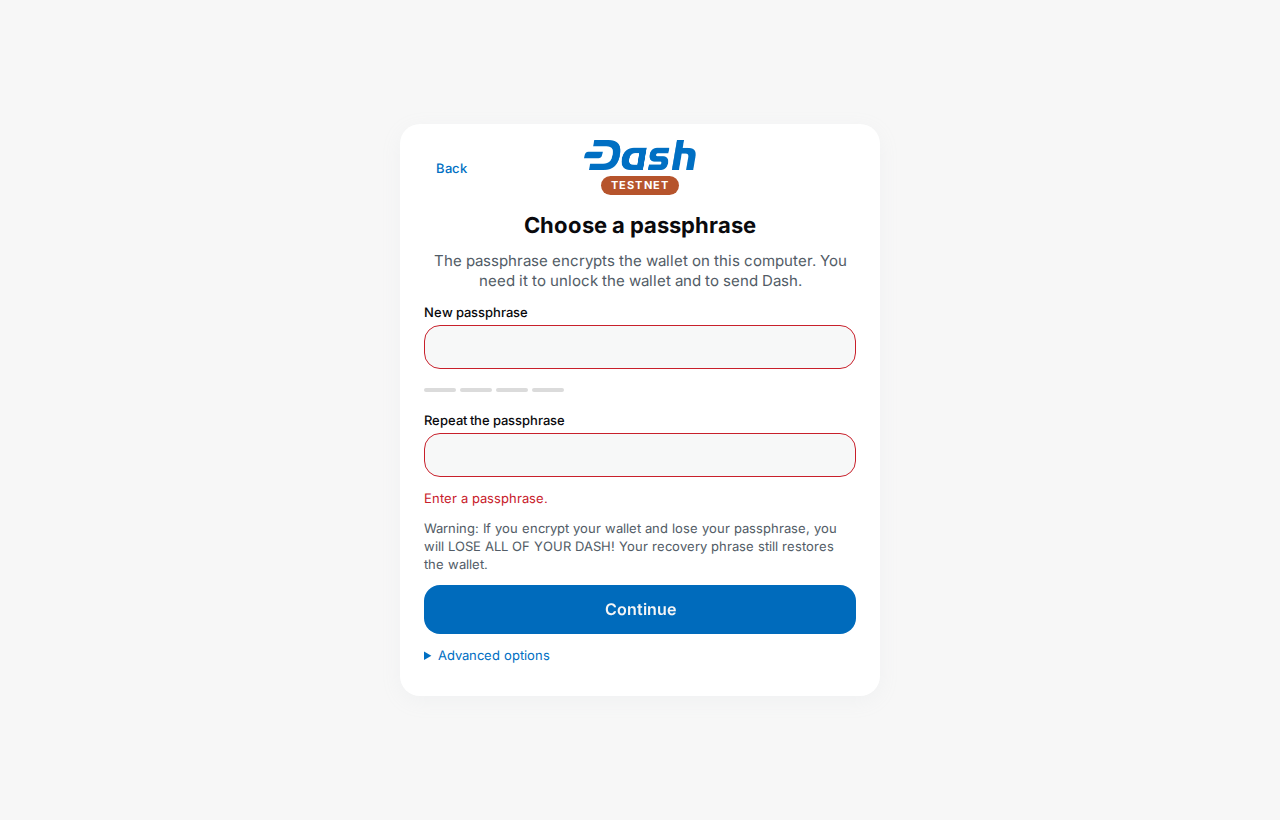 Back
Dash
TESTNET
Choose a passphrase
The passphrase encrypts the wallet on this computer. You
need it to unlock the wallet and to send Dash.
New passphrase
Repeat the passphrase
Enter a passphrase.
Warning: If you encrypt your wallet and lose your passphrase, you
will LOSE ALL OF YOUR DASH! Your recovery phrase still restores
the wallet.
Continue
Advanced options